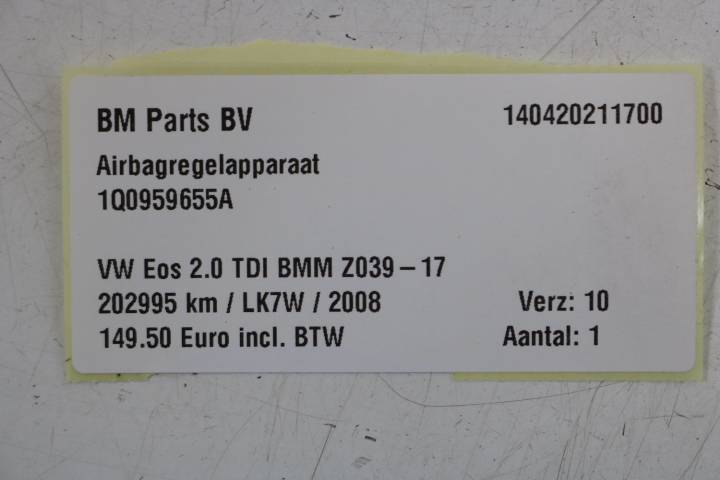 BM Parts BV 140420211700
Airbagregelapparaat
1Q0959655A
VW Eos 2.0 TDI BMM Z039 – 17
202995 km / LK7W / 2008 Verz: 10
149.50 Euro incl. BTW Aantal: 1